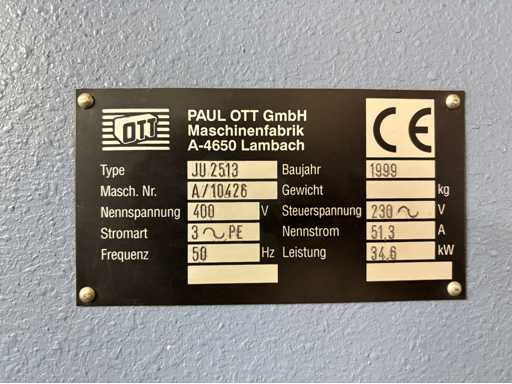 OTT
PAUL OTT GmbH
Maschinenfabrik
A-4650 Lambach
CE
Type JU 2513 Baujahr 1999
Masch. Nr. A/10426 Gewicht kg
Nennspannung 400 V Steuerspannung 230 ~ V
Stromart 3 ~ PE Nennstrom 51.3 A
Frequenz 50 Hz Leistung 34.6 kW